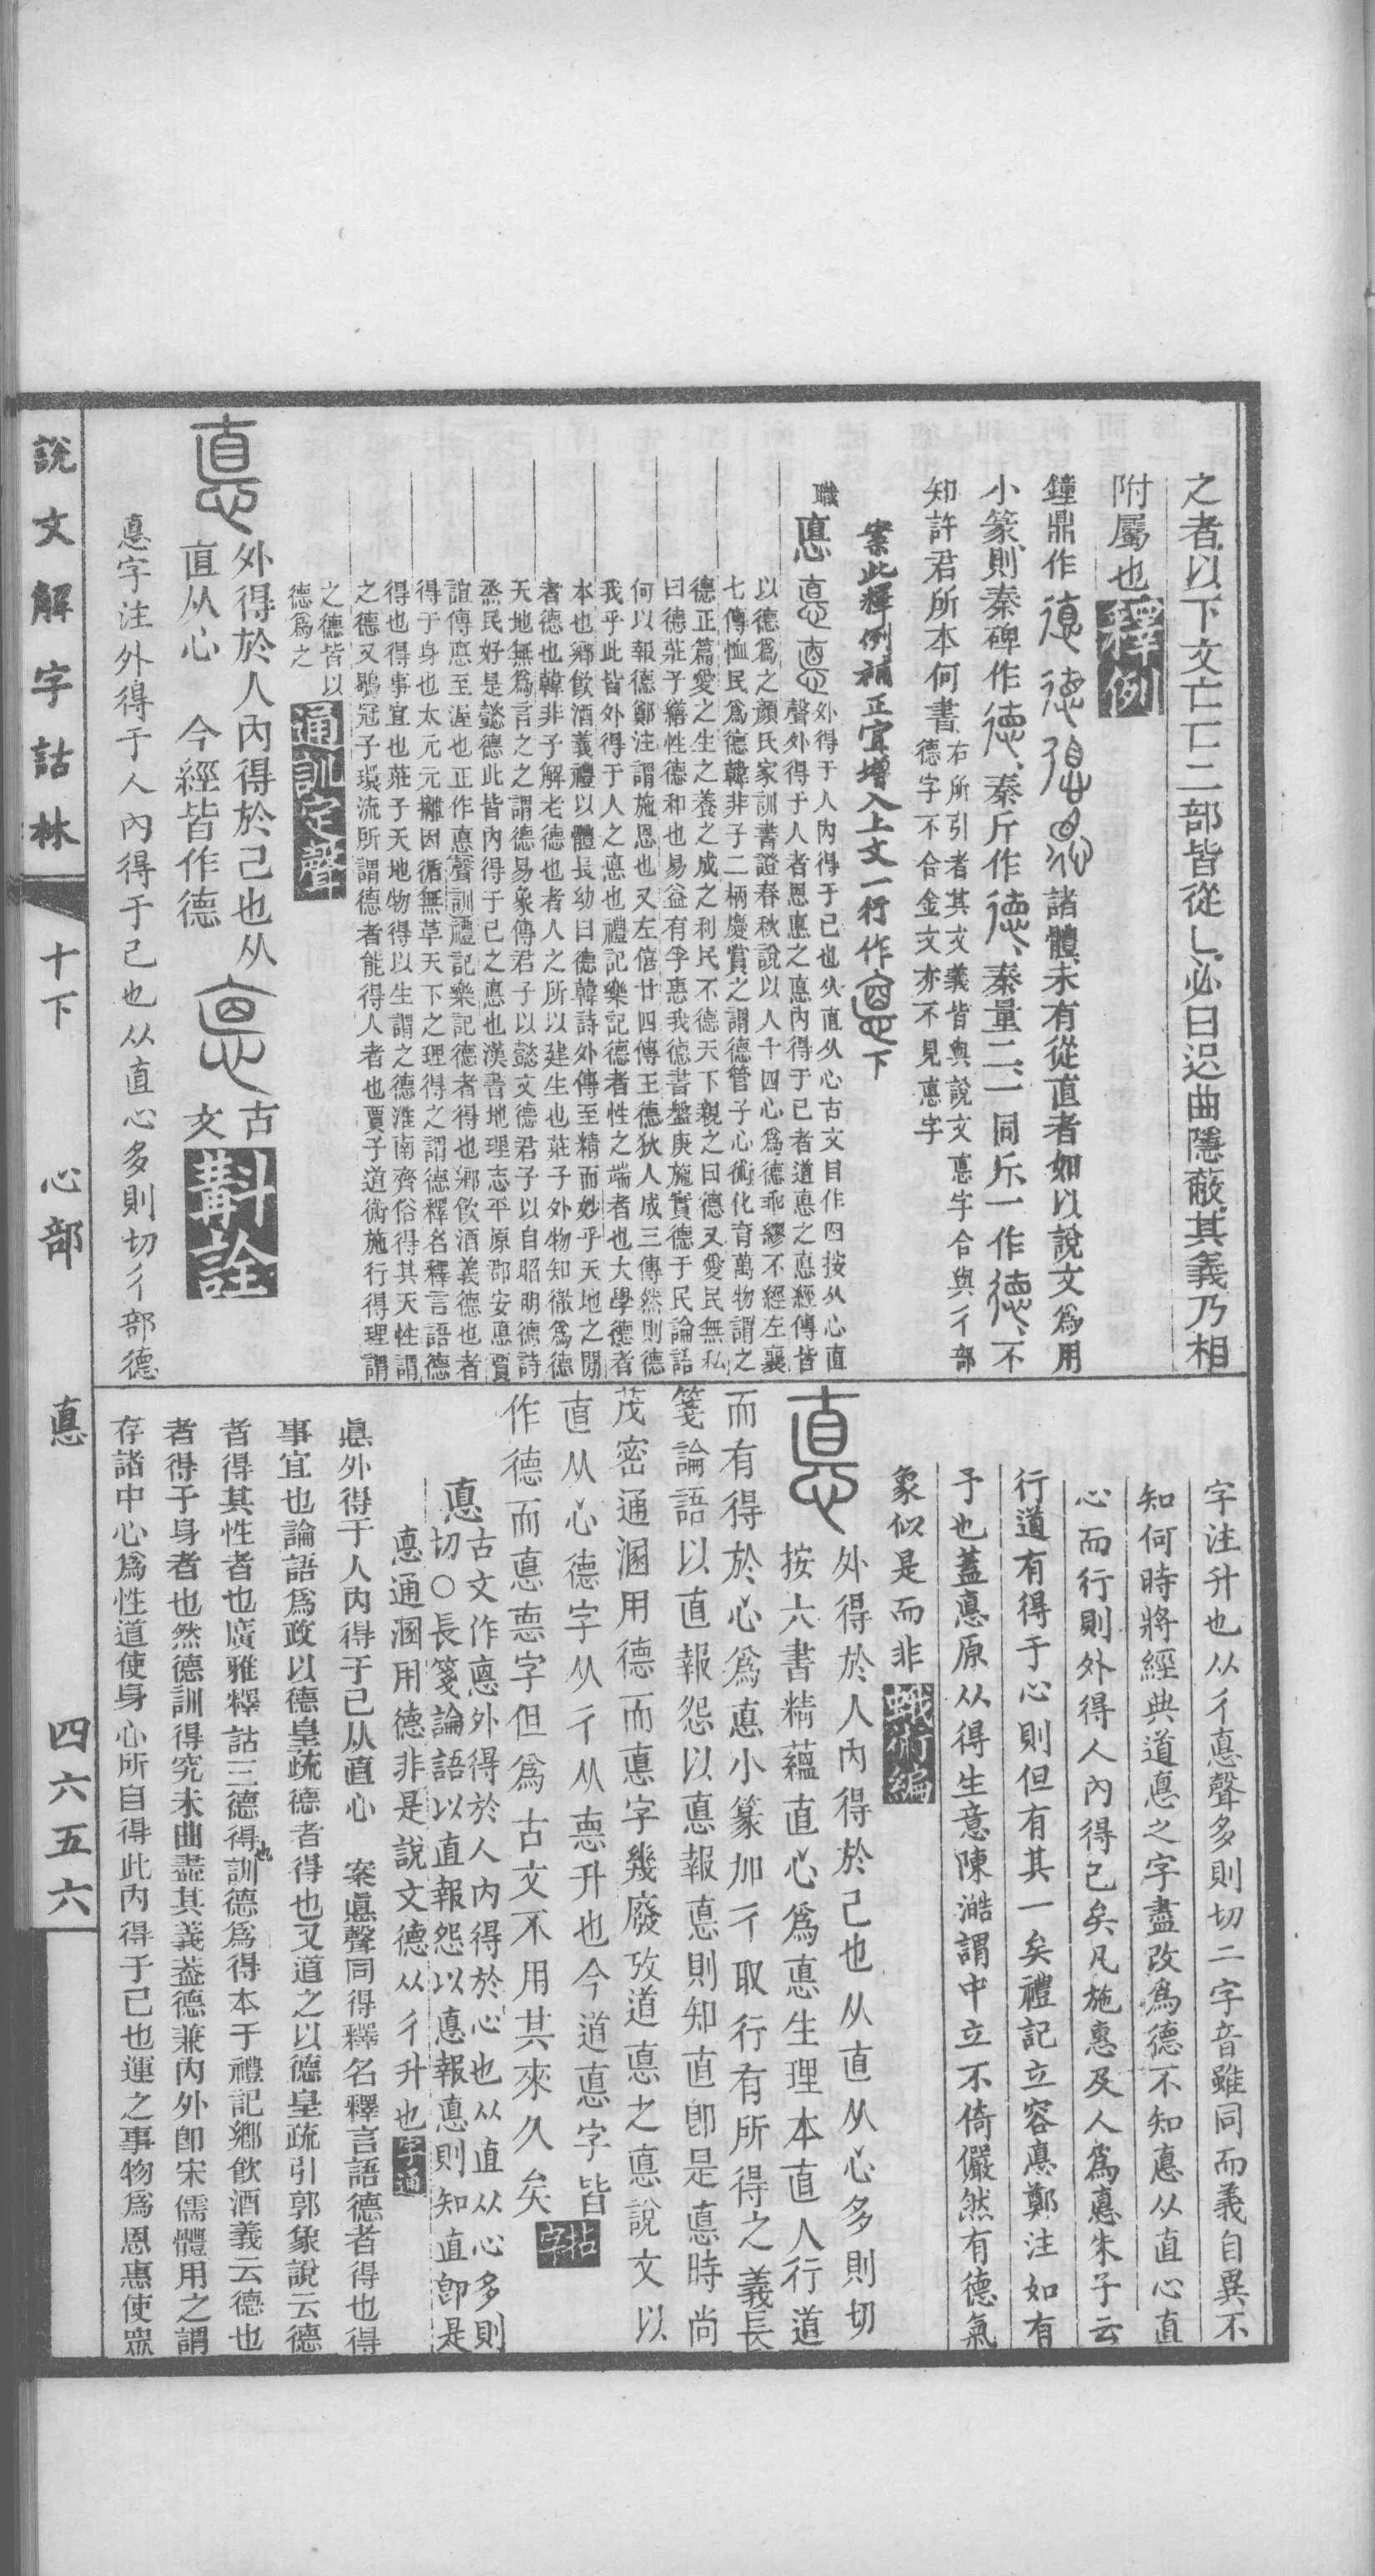 之者以下文亡匸二部皆從𠃊必曰迟曲隱蔽其義乃相
附屬也釋例
鐘鼎作諸體未有從直者如以說文爲用
小篆則秦碑作德秦斤作德秦量二一同斤一作德不
知許君所本何書右所引者其文義皆與說文惪字合與彳部
德字不合金文亦不見惪字
案此釋例補正宜增入上文一行作下
職惪外得于人內得于己也从直从心古文目作囧按从心直
聲外得于人者恩惠之惪內得于己者道惪之惪經傳皆
以德爲之顏氏家訓書證春秋說以人十四心爲德乖繆不經左襄
七傳恤民爲德韓非子二柄慶賞之謂德管子心術化育萬物謂之
德正篇愛之生之養之成之利民不德天下親之曰德又愛民無私
曰德莊子繕性德和也易益有孚惠我德書盤庚施實德于民論語
何以報德鄭注謂施恩也又左僖廿四傳王德狄人成三傳然則德
我乎此皆外得于人之惪也禮記樂記德者性之端者也大學德者
本也鄉飲酒義禮以體長幼曰德韓詩外傳至精而妙乎天地之閒
者德也韓非子解老德也者人之所以建生也莊子外物知徹爲德
天地無爲言之之謂德易象傳君子以懿文德君子以自昭明德詩
烝民好是懿德此皆內得于己之惪也漢書地理志平原郡安惪賈
誼傳惪至渥也正作惪聲訓禮記樂記德者得也鄉飲酒義德也者
得于身也太元元攡因循無革天下之理得之謂德釋名釋言語德
得也得事宜也莊子天地物得以生謂之德淮南齊俗得其天性謂
之德又鶡冠子環流所謂德者能得人者也賈子道術施行得理謂
之德皆以
德爲之通訓定聲
惪外得於人內得於己也从
直从心今經皆作德古文斠詮
惪字注外得于人內得于己也从直心多則切彳部德
字注升也从彳惪聲多則切二字音雖同而義自異不
知何時將經典道惪之字盡改爲德不知惪从直心直
心而行則外得人內得己矣凡施惠及人爲惪朱子云
行道有得于心則但有其一矣禮記立容惪鄭注如有
予也蓋惪原从得生意陳澔謂中立不倚儼然有德氣
象似是而非蛾術編
惪外得於人內得於己也从直从心多則切
按六書精蘊直心爲惪生理本直人行道
而有得於心爲惪小篆加彳取行有所得之義長
箋論語以直報怨以惪報惪則知直卽是惪時尚
茂密通溷用德而惪字幾廢攷道惪之惪說文以
直从心德字从彳从惪升也今道惪字皆
作德而惪悳字但爲古文不用其來久矣拈字
惪古文作悳外得於人內得於心也从直从心多則
切○長箋論語以直報怨以惪報惪則知直卽是
惪通溷用德非是說文德从彳升也字通
惪外得于人內得于己从直心 案惪聲同得釋名釋言語德者得也得
事宜也論語爲政以德皇疏德者得也又道之以德皇疏引郭象說云德
者得其性者也廣雅釋詁三德得也訓德爲得本于禮記鄉飲酒義云德也
者得于身者也然德訓得究未曲盡其義葢德兼內外卽宋儒體用之謂
存諸中心爲性道使身心所自得此內得于己也運之事物爲恩惠使眾
說文解字詁林 十下 心部 惪 四六五六